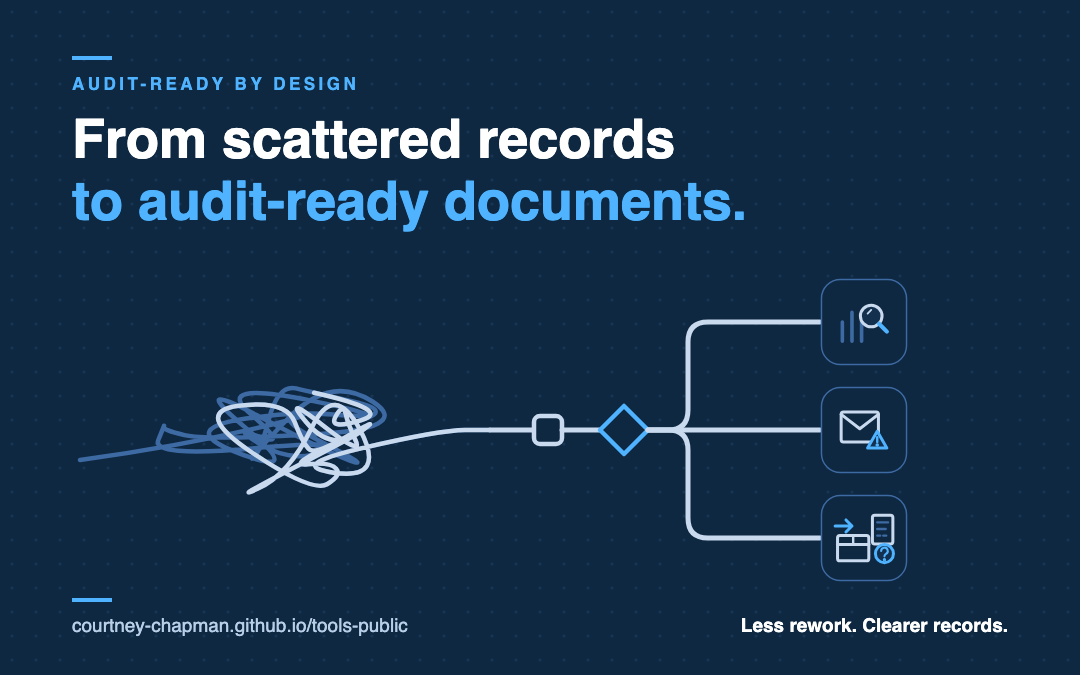 AUDIT-READY BY DESIGN
From scattered records
to audit-ready documents.
courtney-chapman.github.io/tools-public
Less rework. Clearer records.